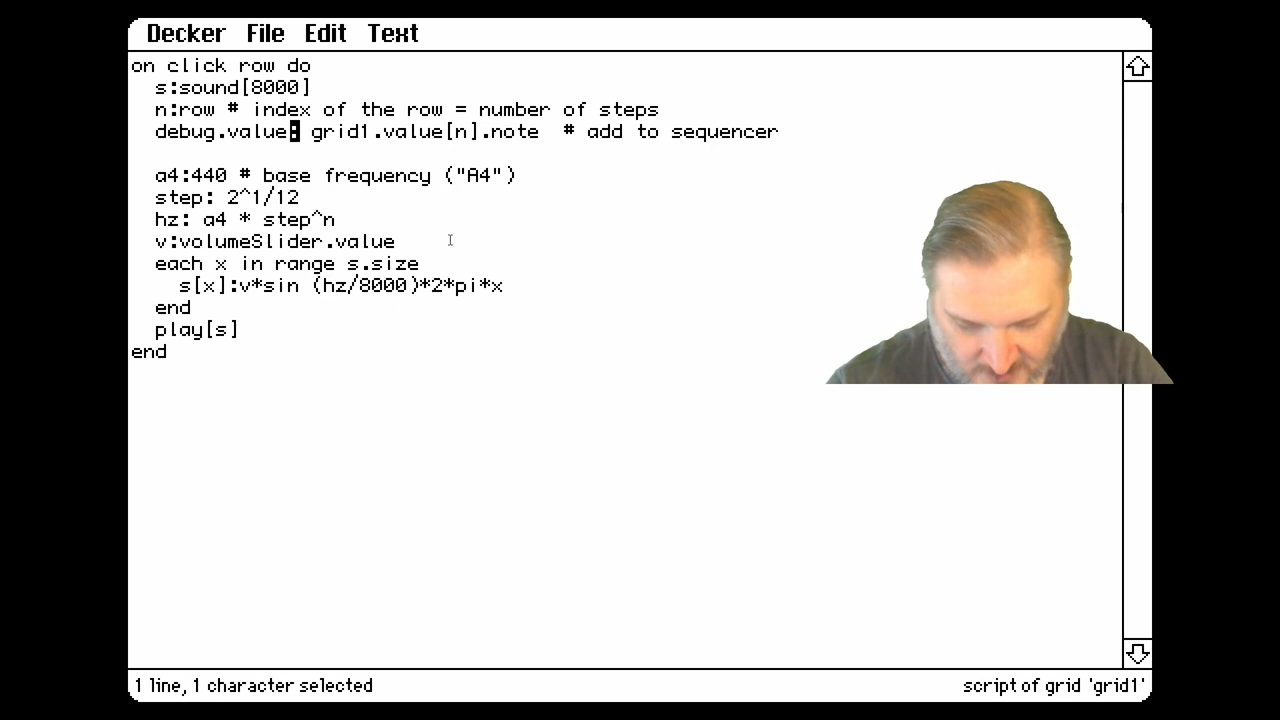 Decker File Edit Text
on click row do
s:sound[8000]
n:row # index of the row = number of steps
debug.value: grid1.value[n].note # add to sequencer
a4:440 # base frequency ("A4")
step: 2^1/12
hz: a4 * step^n
v:volumeSlider.value
each x in range s.size
s[x]:v*sin (hz/8000)*2*pi*x
end
play[s]
end
1 line, 1 character selected
script of grid 'grid1'